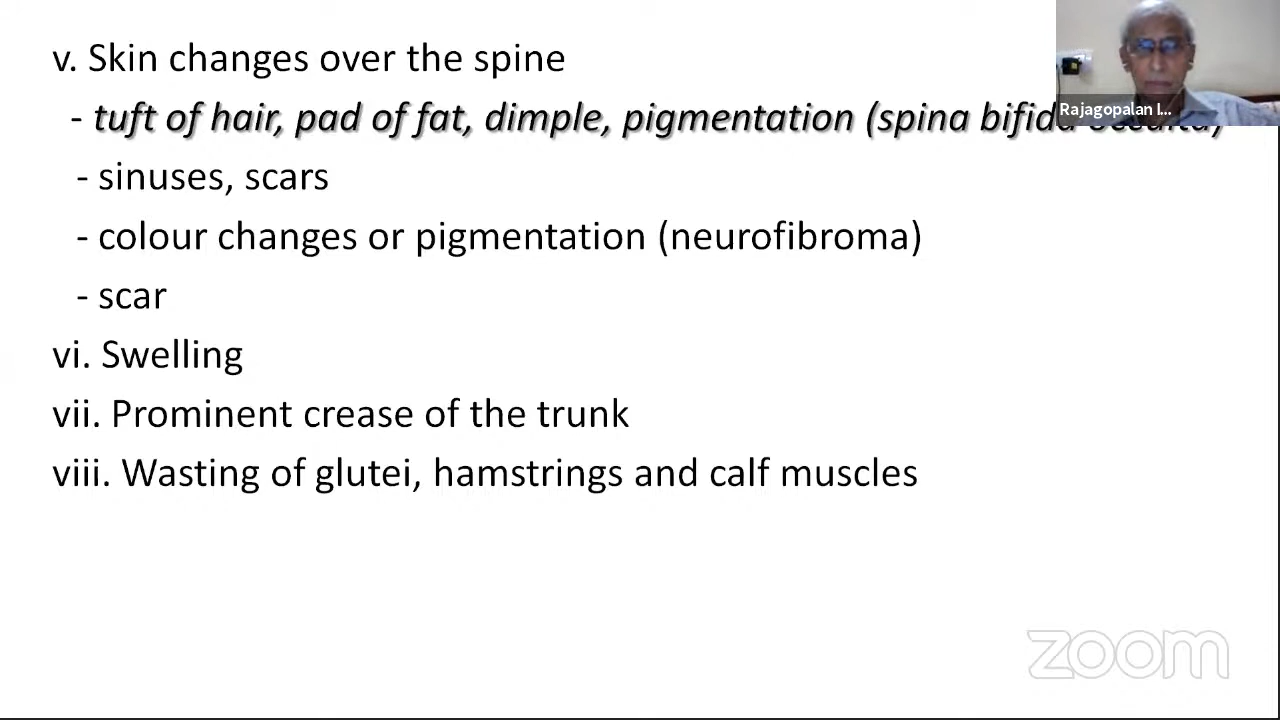 v. Skin changes over the spine
- tuft of hair, pad of fat, dimple, pigmentation (spina bifida
Rajagopalan I...
- sinuses, scars
- colour changes or pigmentation (neurofibroma)
- scar
vi. Swelling
vii. Prominent crease of the trunk
viii. Wasting of glutei, hamstrings and calf muscles
zoom